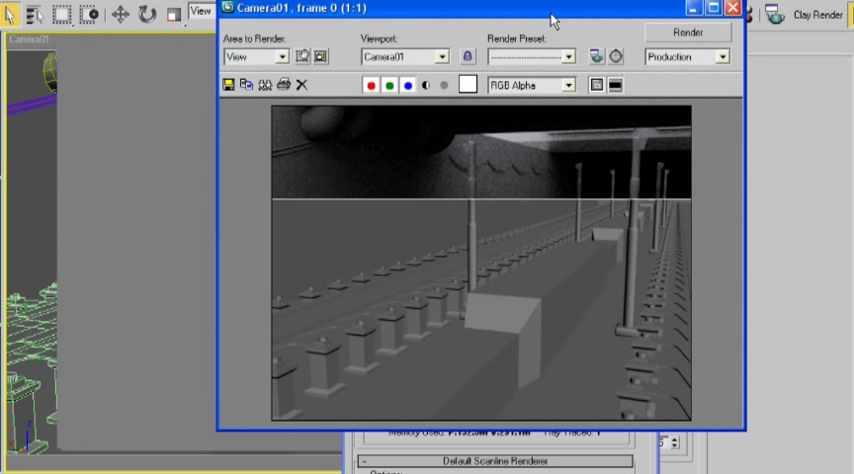 Camera01, frame 0 (1:1)
View
Clay Render
Camera01
Area to Render:
Viewport:
Render Preset:
Render
View
Camera01
Production
RGB Alpha
Default Scanline Renderer